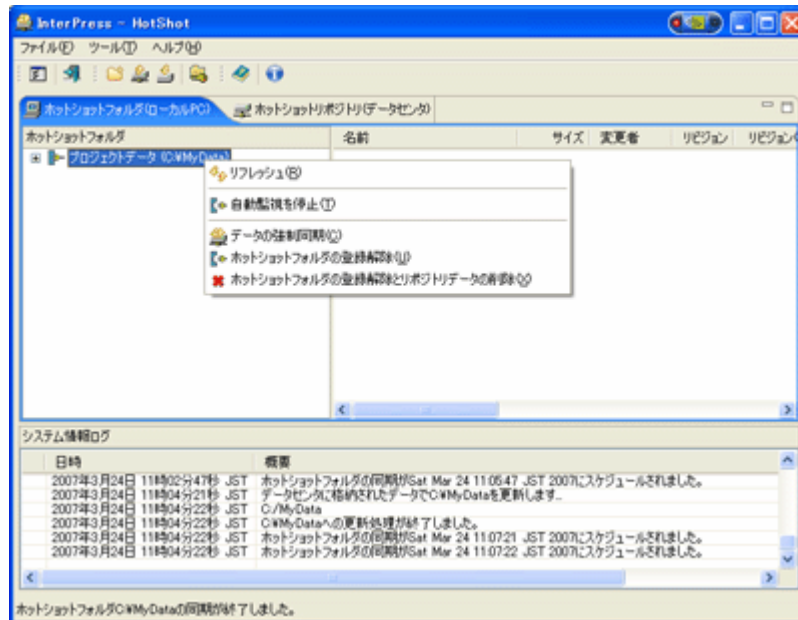 InterPress - HotShot
ファイル(F) ツール(T) ヘルプ(H)
ホットショットフォルダ(ローカルPC) ホットショットリポジトリ(データセンタ)
ホットショットフォルダ 名前 サイズ 変更者 リビジョン リビジョン
プロジェクトデータ (C:¥MyData)
リフレッシュ(R)
自動監視を停止(T)
データの強制同期(C)
ホットショットフォルダの登録解除(U)
ホットショットフォルダの登録解除とリポジトリデータの削除(X)
システム情報ログ
日時 概要
2007年3月24日 11時02分47秒 JST ホットショットフォルダの同期がSat Mar 24 11:05:47 JST 2007にスケジュールされました。
2007年3月24日 11時04分21秒 JST データセンタに格納されたデータでC:¥MyDataを更新します...
2007年3月24日 11時04分22秒 JST C:/MyData
2007年3月24日 11時04分22秒 JST C:¥MyDataへの更新処理が終了しました。
2007年3月24日 11時04分22秒 JST ホットショットフォルダの同期がSat Mar 24 11:07:21 JST 2007にスケジュールされました。
2007年3月24日 11時04分22秒 JST ホットショットフォルダの同期がSat Mar 24 11:07:22 JST 2007にスケジュールされました。
ホットショットフォルダC:¥MyDataの同期が終了しました。